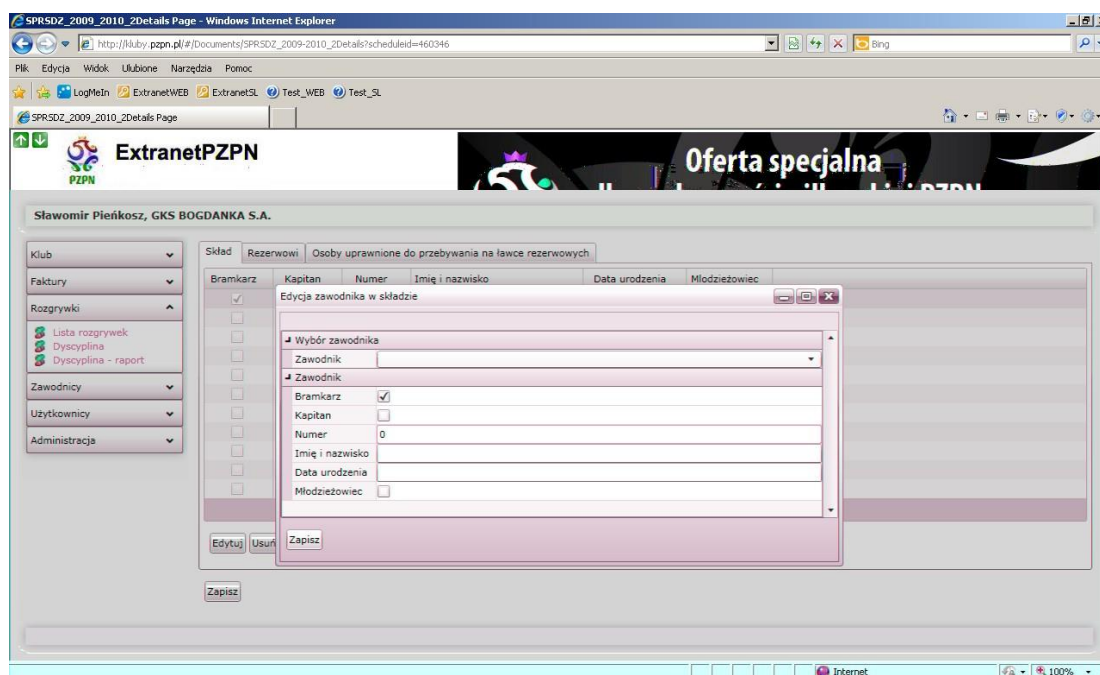 SPRSDZ_2009_2010_2Details Page - Windows Internet Explorer
http://kluby.pzpn.pl/#/Documents/SPRSDZ_2009-2010_2Details?scheduleid=460346
Bing
Plik Edycja Widok Ulubione Narzędzia Pomoc
LogMeIn ExtranetWEB ExtranetSL Test_WEB Test_SL
SPRSDZ_2009_2010_2Details Page
PZPN
ExtranetPZPN
Oferta specjalna
Sławomir Pieńkosz, GKS BOGDANKA S.A.
Klub
Faktury
Rozgrywki
Lista rozgrywek
Dyscyplina
Dyscyplina - raport
Zawodnicy
Użytkownicy
Administracja
Skład Rezerwowi Osoby uprawnione do przebywania na ławce rezerwowych
Bramkarz Kapitan Numer Imię i nazwisko Data urodzenia Młodzieżowiec
Edycja zawodnika w składzie
Wybór zawodnika
Zawodnik
Zawodnik
Bramkarz
Kapitan
Numer 0
Imię i nazwisko
Data urodzenia
Młodzieżowiec
Zapisz
Edytuj Usuń
Zapisz
Internet 100%